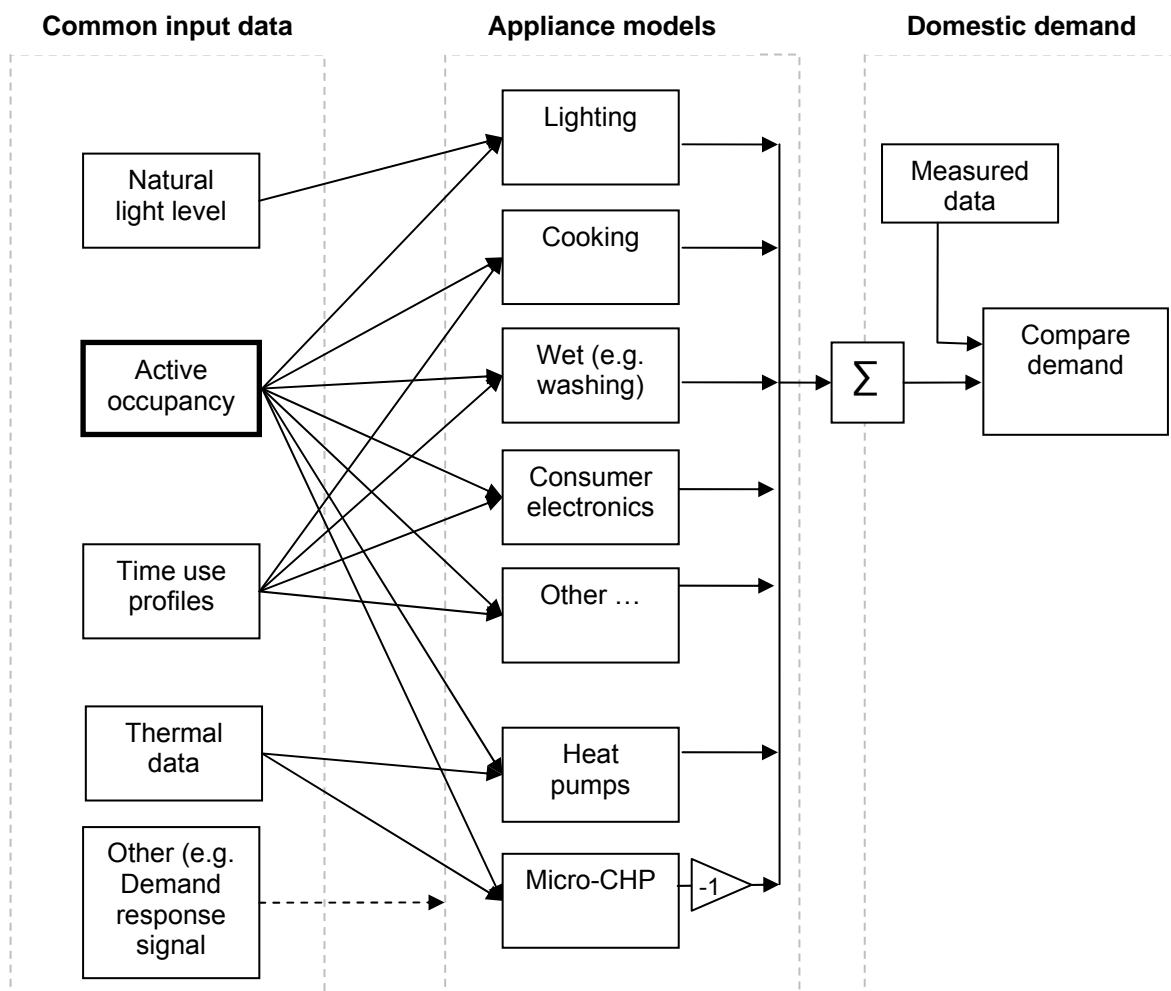 Common input data
Appliance models
Domestic demand
Natural
light level
Active
occupancy
Time use
profiles
Thermal
data
Other (e.g.
Demand
response
signal
Lighting
Cooking
Wet (e.g.
washing)
Consumer
electronics
Other …
Heat
pumps
Micro-CHP
-1
Σ
Measured
data
Compare
demand